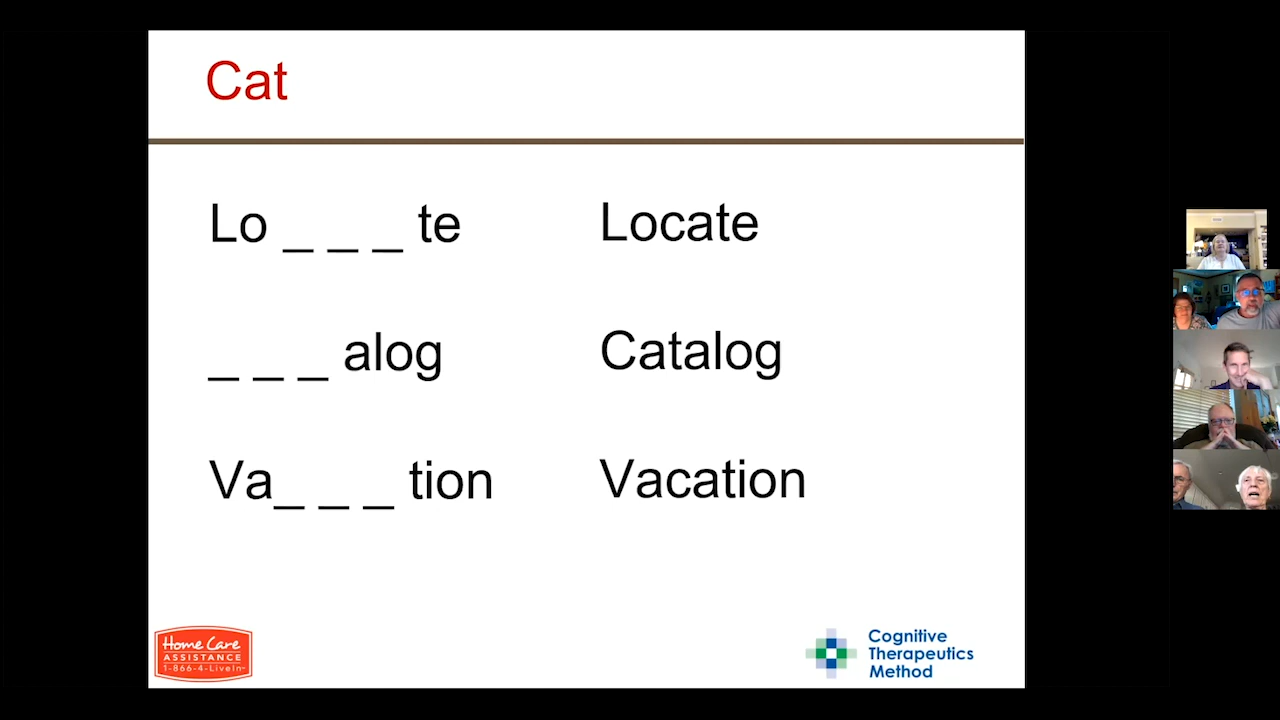 Cat
Lo _ _ _ te Locate
_ _ _ alog Catalog
Va_ _ _ tion Vacation
Home Care
ASSISTANCE
1-866-4-LiveIn
Cognitive
Therapeutics
Method